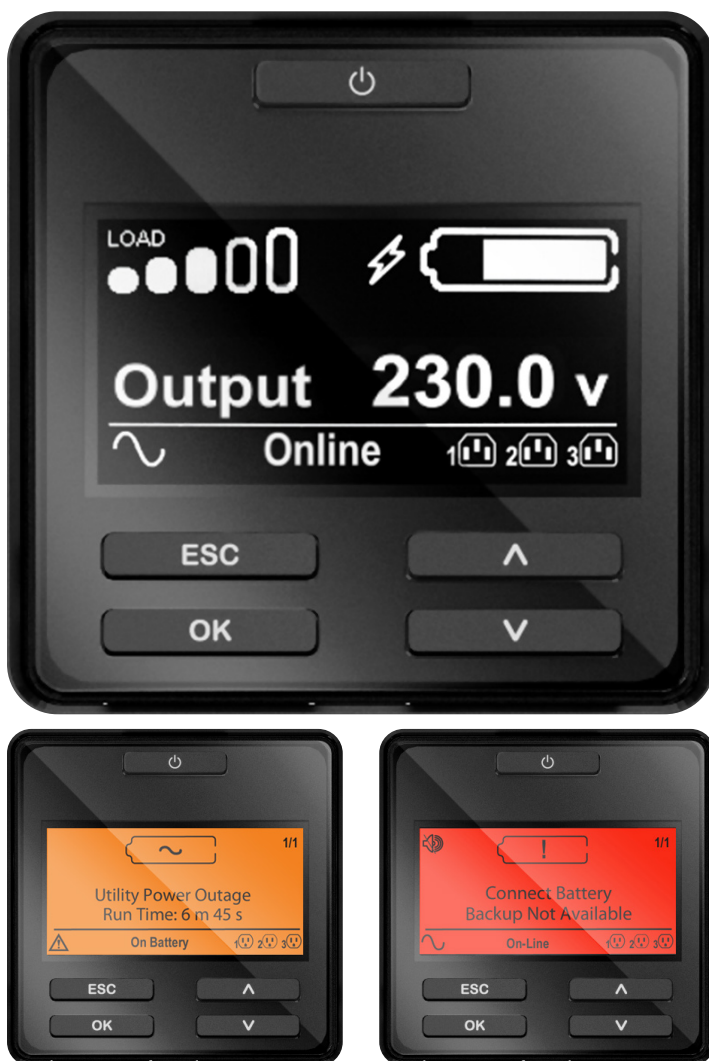 LOAD
Output 230.0 v
Online 1 2 3
ESC
OK
1/1
Utility Power Outage
Run Time: 6 m 45 s
On Battery 1 2 3
ESC
OK
1/1
!
Connect Battery
Backup Not Available
On-Line 1 2 3
ESC
OK